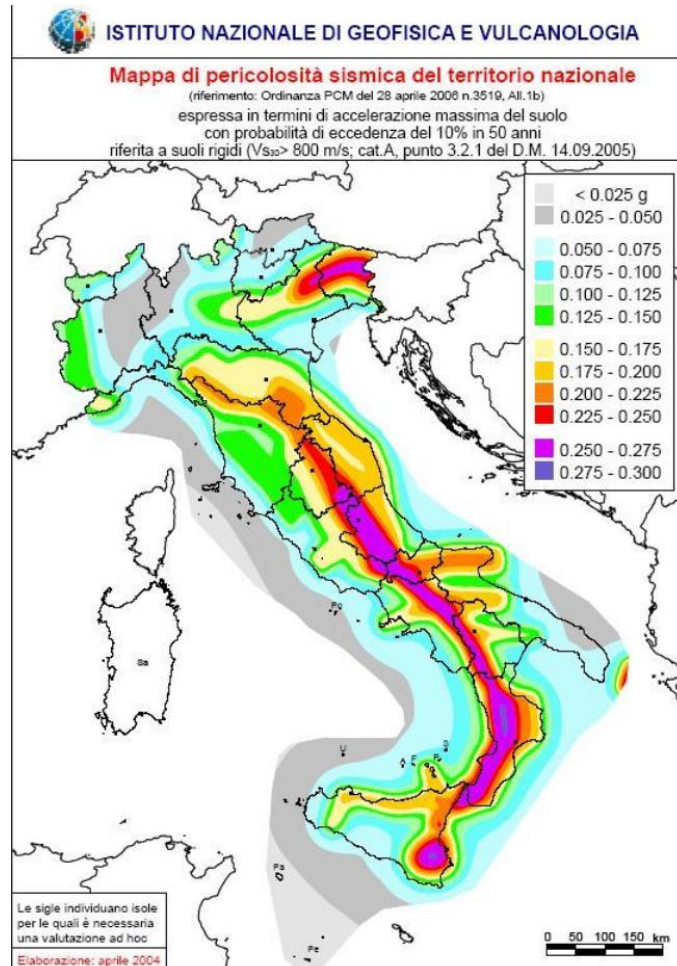 ISTITUTO NAZIONALE DI GEOFISICA E VULCANOLOGIA
Mappa di pericolosità sismica del territorio nazionale
(riferimento: Ordinanza PCM del 28 aprile 2006 n.3519, All.1b)
espressa in termini di accelerazione massima del suolo
con probabilità di eccedenza del 10% in 50 anni
riferita a suoli rigidi (Vs30> 800 m/s; cat.A, punto 3.2.1 del D.M. 14.09.2005)
< 0.025 g
0.025 - 0.050
0.050 - 0.075
0.075 - 0.100
0.100 - 0.125
0.125 - 0.150
0.150 - 0.175
0.175 - 0.200
0.200 - 0.225
0.225 - 0.250
0.250 - 0.275
0.275 - 0.300
Sa
U
A
Pa
Pe
Le sigle individuano isole
per le quali è necessaria
una valutazione ad hoc
Elaborazione: aprile 2004
0 50 100 150 km